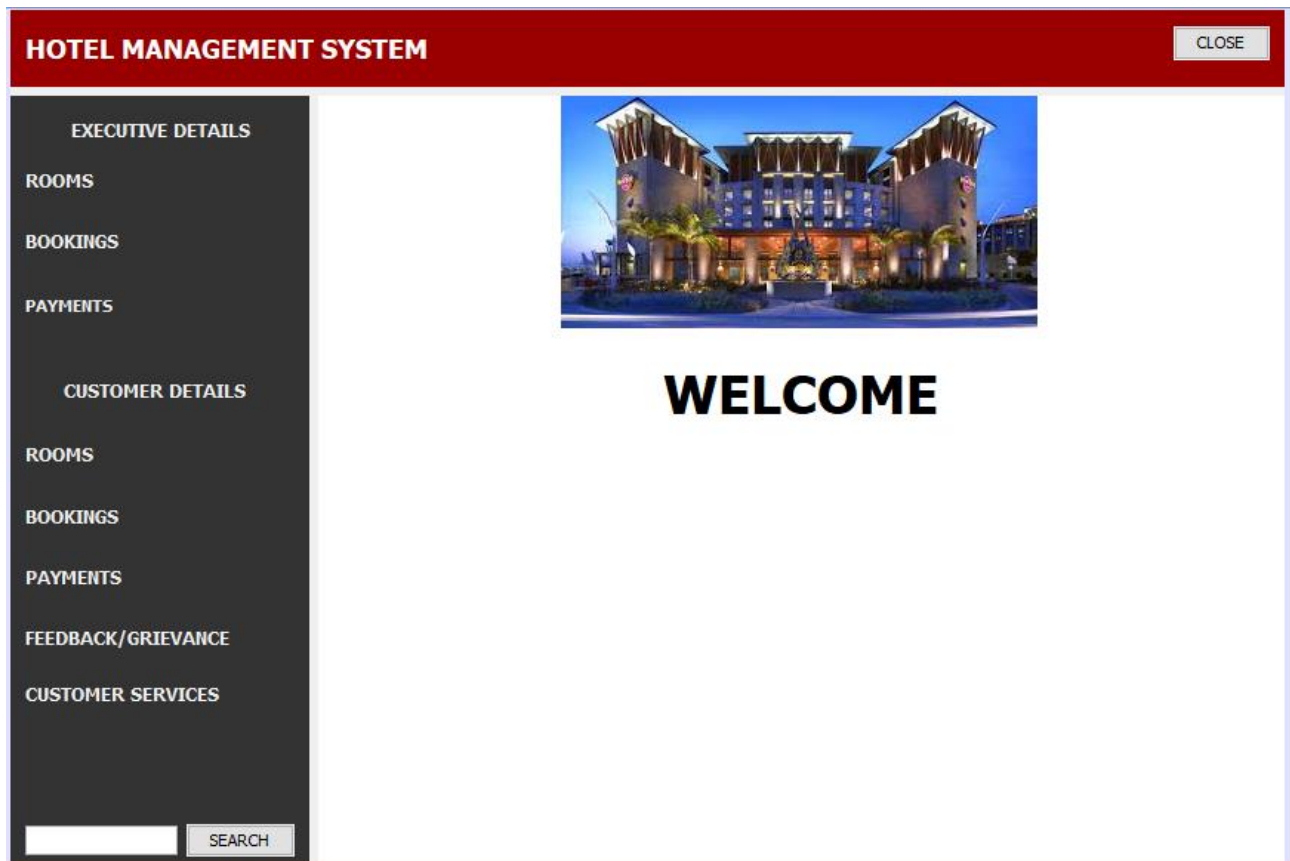 HOTEL MANAGEMENT SYSTEM
CLOSE
EXECUTIVE DETAILS
ROOMS
BOOKINGS
PAYMENTS
CUSTOMER DETAILS
ROOMS
BOOKINGS
PAYMENTS
FEEDBACK/GRIEVANCE
CUSTOMER SERVICES
SEARCH
WELCOME